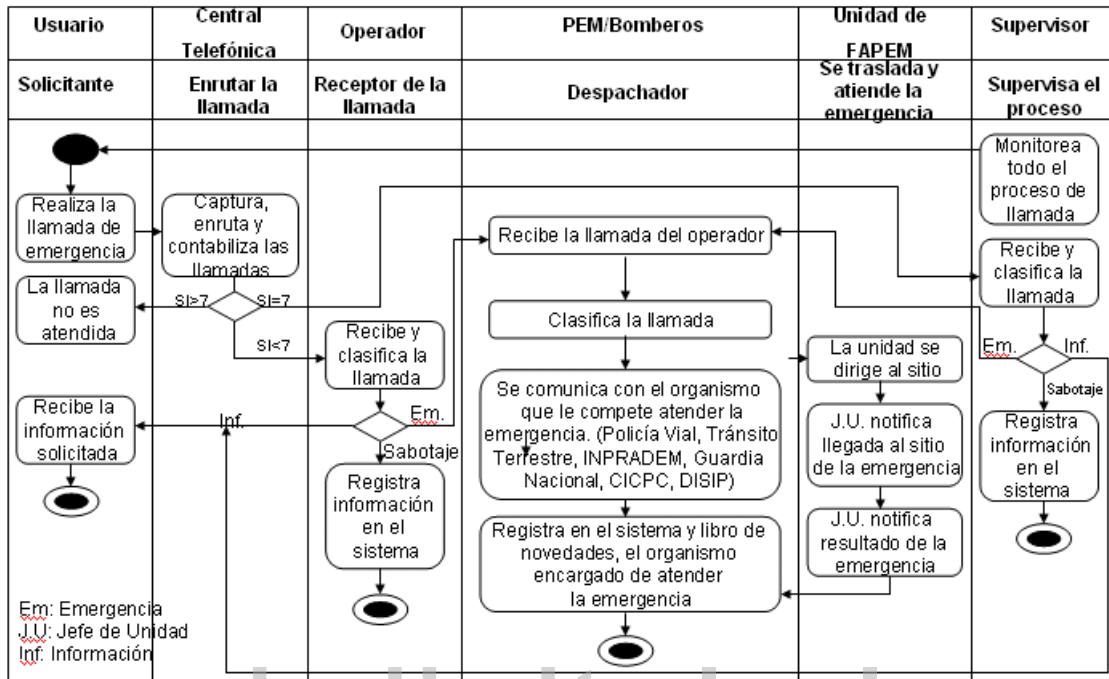 Usuario
Central
Telefónica
Operador
PEM/Bomberos
Unidad de
FAPEM
Supervisor
Solicitante
Enrutar la
llamada
Receptor de la
llamada
Despachador
Se traslada y
atiende la
emergencia
Supervisa el
proceso
Monitorea
todo el
proceso de
llamada
Realiza la
llamada de
emergencia
Captura,
enruta y
contabiliza las
llamadas
Recibe la llamada del operador
Recibe y
clasifica la
llamada
La llamada
no es
atendida
SI>7
SI=7
SI<7
Recibe y
clasifica la
llamada
Clasifica la llamada
La unidad se
dirige al sitio
Em.
Inf.
Sabotaje
Recibe la
información
solicitada
Inf.
Em.
Sabotaje
Se comunica con el organismo
que le compete atender la
emergencia. (Policía Vial, Tránsito
Terrestre, INPRADEM, Guardia
Nacional, CICPC, DISIP)
J.U. notifica
llegada al sitio
de la emergencia
Registra
información
en el
sistema
Registra
información
en el
sistema
Registra en el sistema y libro de
novedades, el organismo
encargado de atender
la emergencia
J.U. notifica
resultado de la
emergencia
Em: Emergencia
J.U: Jefe de Unidad
Inf: Información